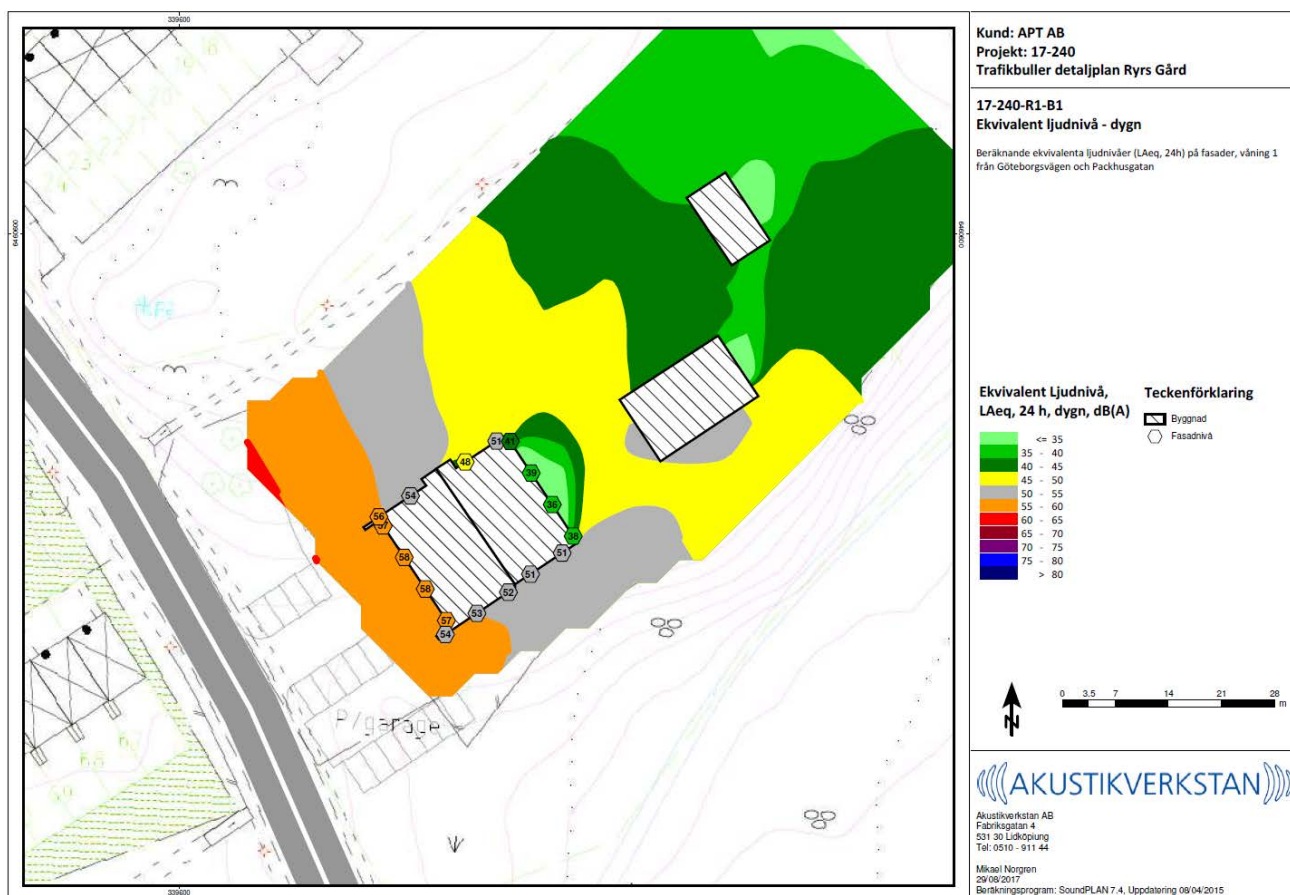 339600
6460600
6460600
339600
56
57
58
58
57
54
53
52
51
51
38
36
39
41
51
48
54
P/garage
Kund: APT AB
Projekt: 17-240
Trafikbuller detaljplan Ryrs Gård
17-240-R1-B1
Ekvivalent ljudnivå - dygn
Beräknande ekvivalenta ljudnivåer (LAeq, 24h) på fasader, våning 1
från Göteborgsvägen och Packhusgatan
Ekvivalent Ljudnivå,
LAeq, 24 h, dygn, dB(A)
<= 35
35 - 40
40 - 45
45 - 50
50 - 55
55 - 60
60 - 65
65 - 70
70 - 75
75 - 80
> 80
Teckenförklaring
Byggnad
Fasadnivå
N
0 3.5 7 14 21 28
m
AKUSTIKVERKSTAN
Akustikverkstan AB
Fabriksgatan 4
531 30 Lidköpiung
Tel: 0510 - 911 44
Mikael Norgren
29/08/2017
Beräkningsprogram: SoundPLAN 7.4, Uppdatering 08/04/2015